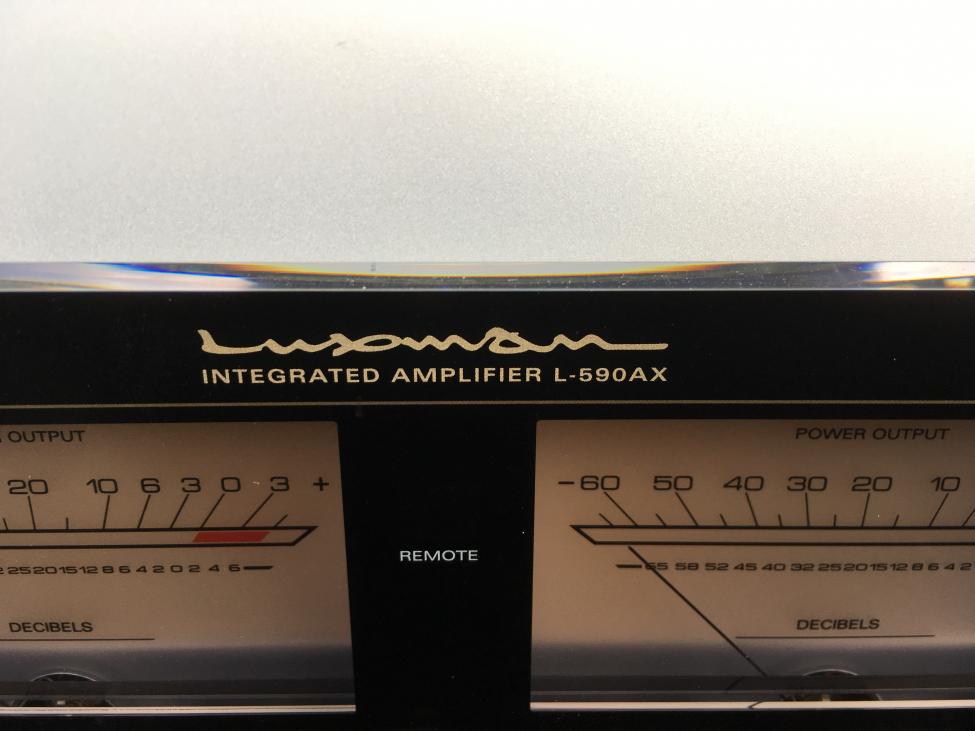 Luxman
INTEGRATED AMPLIFIER L-590AX
OUTPUT
20 10 6 3 0 3 +
25 20 15 12 8 6 4 2 0 2 4 6
DECIBELS
REMOTE
POWER OUTPUT
-60 50 40 30 20 10
65 58 52 45 40 32 25 20 15 12 8 6 4 2
DECIBELS